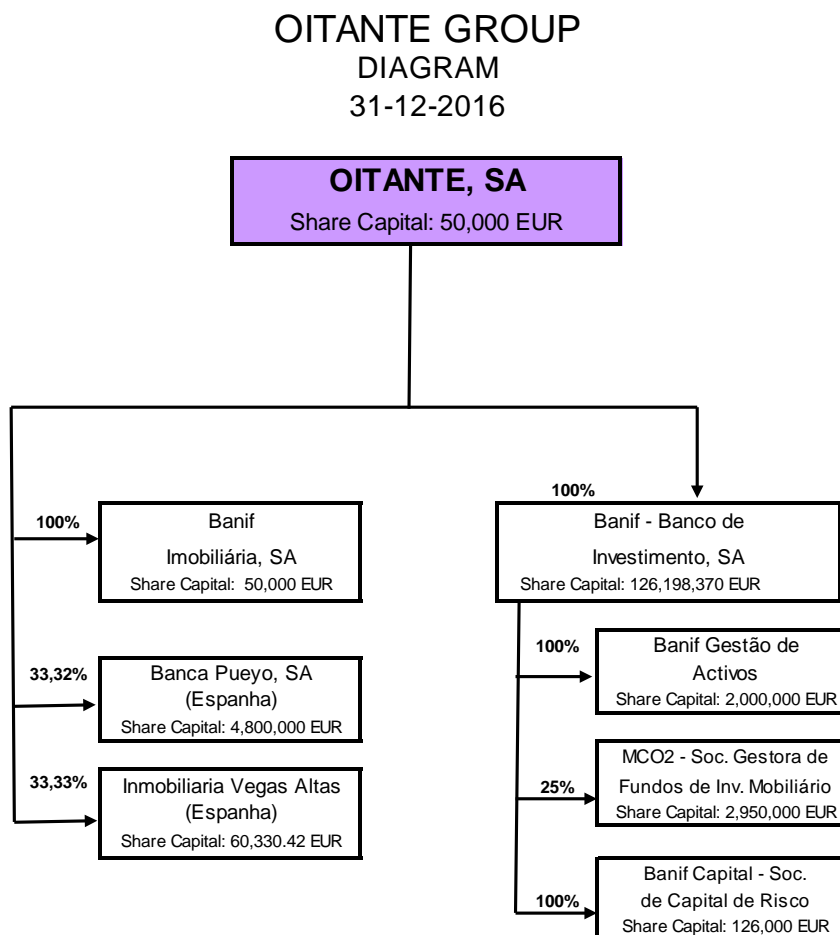 OITANTE GROUP
DIAGRAM
31-12-2016
OITANTE, SA
Share Capital: 50,000 EUR
100%
Banif
Imobiliária, SA
Share Capital: 50,000 EUR
33,32%
Banca Pueyo, SA
(Espanha)
Share Capital: 4,800,000 EUR
33,33%
Inmobiliaria Vegas Altas
(Espanha)
Share Capital: 60,330.42 EUR
100%
Banif - Banco de
Investimento, SA
Share Capital: 126,198,370 EUR
100%
Banif Gestão de
Activos
Share Capital: 2,000,000 EUR
25%
MCO2 - Soc. Gestora de
Fundos de Inv. Mobiliário
Share Capital: 2,950,000 EUR
100%
Banif Capital - Soc.
de Capital de Risco
Share Capital: 126,000 EUR